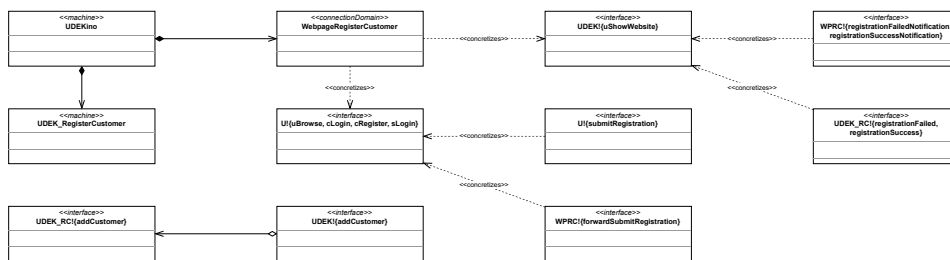 <<machine>>
UDEKino
<<connectionDomain>>
WebpageRegisterCustomer
<<interface>>
UDEK!{uShowWebsite}
<<interface>>
WPRC!{registrationFailedNotification,
registrationSuccessNotification}
<<concretizes>>
<<concretizes>>
<<concretizes>>
<<concretizes>>
<<machine>>
UDEK_RegisterCustomer
<<interface>>
U!{uBrowse, cLogin, cRegister, sLogin}
<<interface>>
U!{submitRegistration}
<<interface>>
UDEK_RC!{registrationFailed,
registrationSuccess}
<<concretizes>>
<<concretizes>>
<<interface>>
UDEK_RC!{addCustomer}
<<interface>>
UDEK!{addCustomer}
<<interface>>
WPRC!{forwardSubmitRegistration}